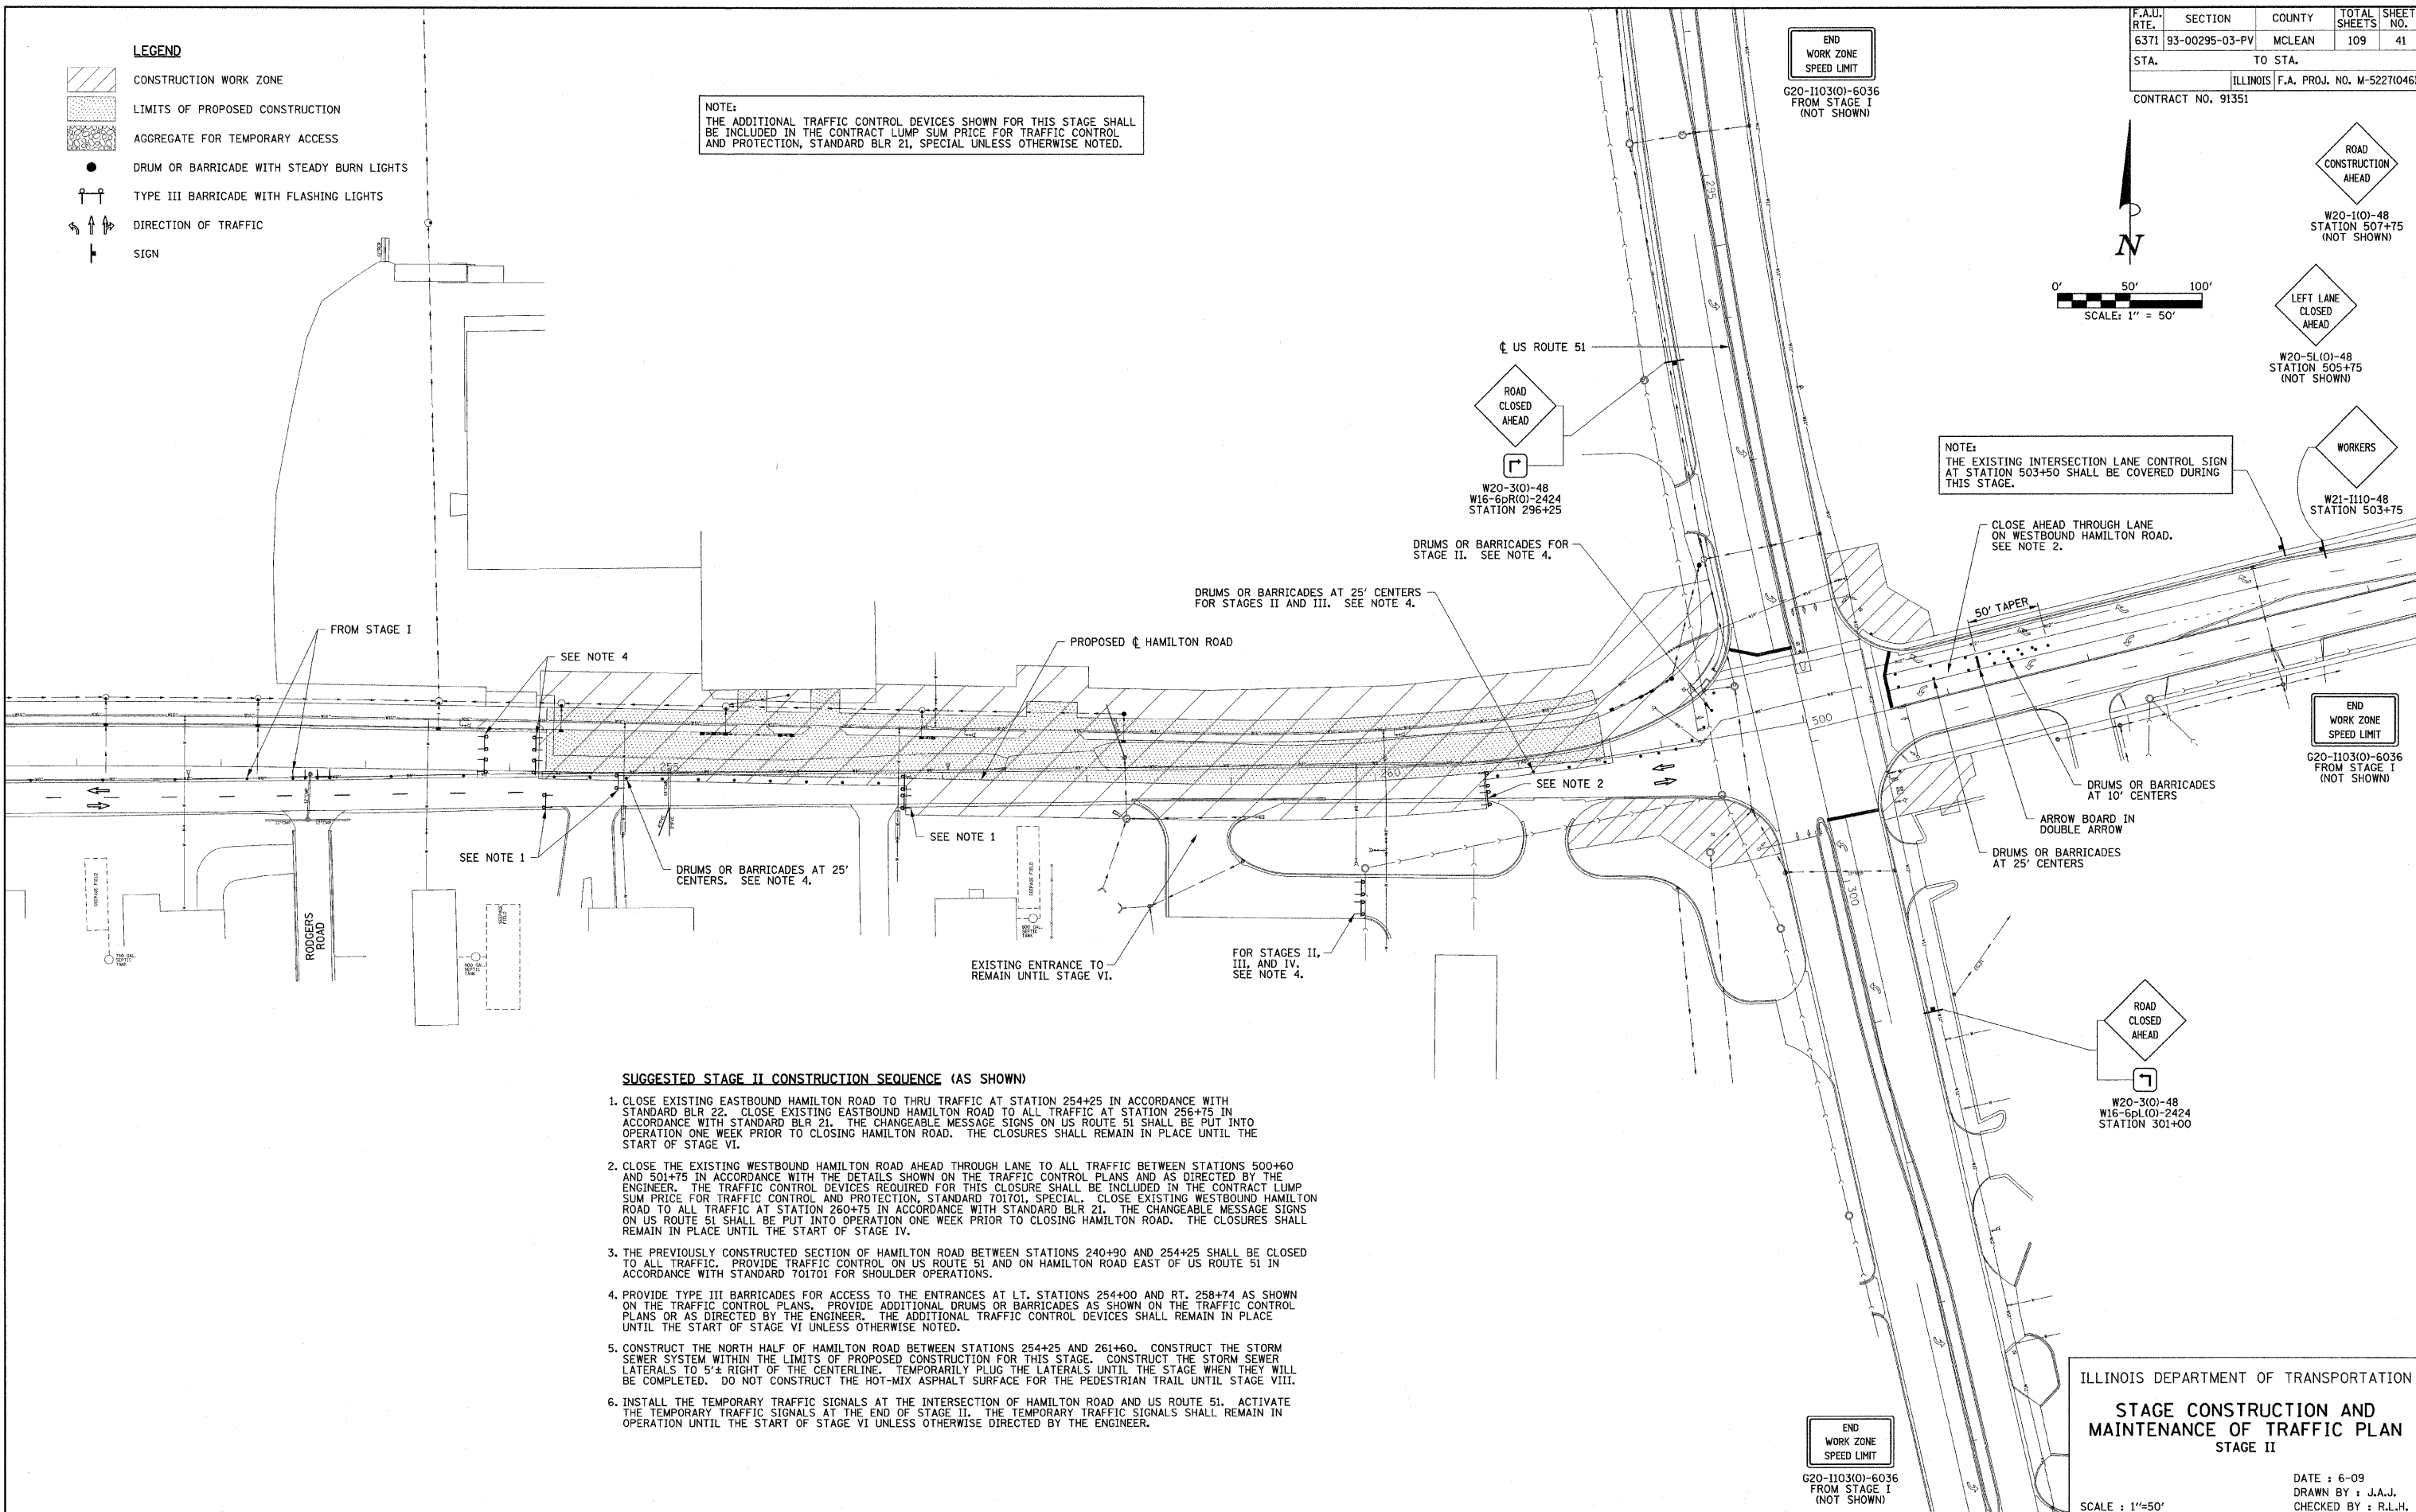 LEGEND
CONSTRUCTION WORK ZONE
LIMITS OF PROPOSED CONSTRUCTION
AGGREGATE FOR TEMPORARY ACCESS
DRUM OR BARRICADE WITH STEADY BURN LIGHTS
TYPE III BARRICADE WITH FLASHING LIGHTS
DIRECTION OF TRAFFIC
SIGN
NOTE:
THE ADDITIONAL TRAFFIC CONTROL DEVICES SHOWN FOR THIS STAGE SHALL
BE INCLUDED IN THE CONTRACT LUMP SUM PRICE FOR TRAFFIC CONTROL
AND PROTECTION, STANDARD BLR 21, SPECIAL UNLESS OTHERWISE NOTED.
END
WORK ZONE
SPEED LIMIT
G20-I103(O)-6036
FROM STAGE I
(NOT SHOWN)
F.A.U. RTE. SECTION COUNTY TOTAL SHEETS SHEET NO.
6371 93-00295-03-PV MCLEAN 109 41
STA. TO STA.
ILLINOIS F.A. PROJ. NO. M-5227(046)
CONTRACT NO. 91351
ROAD
CONSTRUCTION
AHEAD
W20-1(O)-48
STATION 507+75
(NOT SHOWN)
N
0' 50' 100'
SCALE: 1" = 50'
LEFT LANE
CLOSED
AHEAD
W20-5L(O)-48
STATION 505+75
(NOT SHOWN)
295
℄ US ROUTE 51
ROAD
CLOSED
AHEAD
W20-3(O)-48
W16-6pR(O)-2424
STATION 296+25
NOTE:
THE EXISTING INTERSECTION LANE CONTROL SIGN
AT STATION 503+50 SHALL BE COVERED DURING
THIS STAGE.
WORKERS
W21-I110-48
STATION 503+75
CLOSE AHEAD THROUGH LANE
ON WESTBOUND HAMILTON ROAD.
SEE NOTE 2.
DRUMS OR BARRICADES FOR
STAGE II. SEE NOTE 4.
DRUMS OR BARRICADES AT 25' CENTERS
FOR STAGES II AND III. SEE NOTE 4.
50' TAPER
FROM STAGE I
SEE NOTE 4
PROPOSED ℄ HAMILTON ROAD
500
255
260
END
WORK ZONE
SPEED LIMIT
G20-I103(O)-6036
FROM STAGE I
(NOT SHOWN)
SEE NOTE 2
DRUMS OR BARRICADES
AT 10' CENTERS
ARROW BOARD IN
DOUBLE ARROW
DRUMS OR BARRICADES
AT 25' CENTERS
SEE NOTE 1
SEE NOTE 1
DRUMS OR BARRICADES AT 25'
CENTERS. SEE NOTE 4.
300
RODGERS
ROAD
SEEPAGE FIELD
750 GAL.
SEPTIC
TANK
SEEPAGE
FIELD
SEPTIC
TANK
SEEPAGE FIELD
SEPTIC
TANK
EXISTING ENTRANCE TO
REMAIN UNTIL STAGE VI.
FOR STAGES II,
III, AND IV.
SEE NOTE 4.
ROAD
CLOSED
AHEAD
W20-3(O)-48
W16-6pL(O)-2424
STATION 301+00
SUGGESTED STAGE II CONSTRUCTION SEQUENCE (AS SHOWN)
1. CLOSE EXISTING EASTBOUND HAMILTON ROAD TO THRU TRAFFIC AT STATION 254+25 IN ACCORDANCE WITH
STANDARD BLR 22. CLOSE EXISTING EASTBOUND HAMILTON ROAD TO ALL TRAFFIC AT STATION 256+75 IN
ACCORDANCE WITH STANDARD BLR 21. THE CHANGEABLE MESSAGE SIGNS ON US ROUTE 51 SHALL BE PUT INTO
OPERATION ONE WEEK PRIOR TO CLOSING HAMILTON ROAD. THE CLOSURES SHALL REMAIN IN PLACE UNTIL THE
START OF STAGE VI.
2. CLOSE THE EXISTING WESTBOUND HAMILTON ROAD AHEAD THROUGH LANE TO ALL TRAFFIC BETWEEN STATIONS 500+60
AND 501+75 IN ACCORDANCE WITH THE DETAILS SHOWN ON THE TRAFFIC CONTROL PLANS AND AS DIRECTED BY THE
ENGINEER. THE TRAFFIC CONTROL DEVICES REQUIRED FOR THIS CLOSURE SHALL BE INCLUDED IN THE CONTRACT LUMP
SUM PRICE FOR TRAFFIC CONTROL AND PROTECTION, STANDARD 701701, SPECIAL. CLOSE EXISTING WESTBOUND HAMILTON
ROAD TO ALL TRAFFIC AT STATION 260+75 IN ACCORDANCE WITH STANDARD BLR 21. THE CHANGEABLE MESSAGE SIGNS
ON US ROUTE 51 SHALL BE PUT INTO OPERATION ONE WEEK PRIOR TO CLOSING HAMILTON ROAD. THE CLOSURES SHALL
REMAIN IN PLACE UNTIL THE START OF STAGE IV.
3. THE PREVIOUSLY CONSTRUCTED SECTION OF HAMILTON ROAD BETWEEN STATIONS 240+90 AND 254+25 SHALL BE CLOSED
TO ALL TRAFFIC. PROVIDE TRAFFIC CONTROL ON US ROUTE 51 AND ON HAMILTON ROAD EAST OF US ROUTE 51 IN
ACCORDANCE WITH STANDARD 701701 FOR SHOULDER OPERATIONS.
4. PROVIDE TYPE III BARRICADES FOR ACCESS TO THE ENTRANCES AT LT. STATIONS 254+00 AND RT. 258+74 AS SHOWN
ON THE TRAFFIC CONTROL PLANS. PROVIDE ADDITIONAL DRUMS OR BARRICADES AS SHOWN ON THE TRAFFIC CONTROL
PLANS OR AS DIRECTED BY THE ENGINEER. THE ADDITIONAL TRAFFIC CONTROL DEVICES SHALL REMAIN IN PLACE
UNTIL THE START OF STAGE VI UNLESS OTHERWISE NOTED.
5. CONSTRUCT THE NORTH HALF OF HAMILTON ROAD BETWEEN STATIONS 254+25 AND 261+60. CONSTRUCT THE STORM
SEWER SYSTEM WITHIN THE LIMITS OF PROPOSED CONSTRUCTION FOR THIS STAGE. CONSTRUCT THE STORM SEWER
LATERALS TO 5'± RIGHT OF THE CENTERLINE. TEMPORARILY PLUG THE LATERALS UNTIL THE STAGE WHEN THEY WILL
BE COMPLETED. DO NOT CONSTRUCT THE HOT-MIX ASPHALT SURFACE FOR THE PEDESTRIAN TRAIL UNTIL STAGE VIII.
6. INSTALL THE TEMPORARY TRAFFIC SIGNALS AT THE INTERSECTION OF HAMILTON ROAD AND US ROUTE 51. ACTIVATE
THE TEMPORARY TRAFFIC SIGNALS AT THE END OF STAGE II. THE TEMPORARY TRAFFIC SIGNALS SHALL REMAIN IN
OPERATION UNTIL THE START OF STAGE VI UNLESS OTHERWISE DIRECTED BY THE ENGINEER.
END
WORK ZONE
SPEED LIMIT
G20-I103(O)-6036
FROM STAGE I
(NOT SHOWN)
ILLINOIS DEPARTMENT OF TRANSPORTATION
STAGE CONSTRUCTION AND
MAINTENANCE OF TRAFFIC PLAN
STAGE II
DATE : 6-09
DRAWN BY : J.A.J.
SCALE : 1"=50' CHECKED BY : R.L.H.